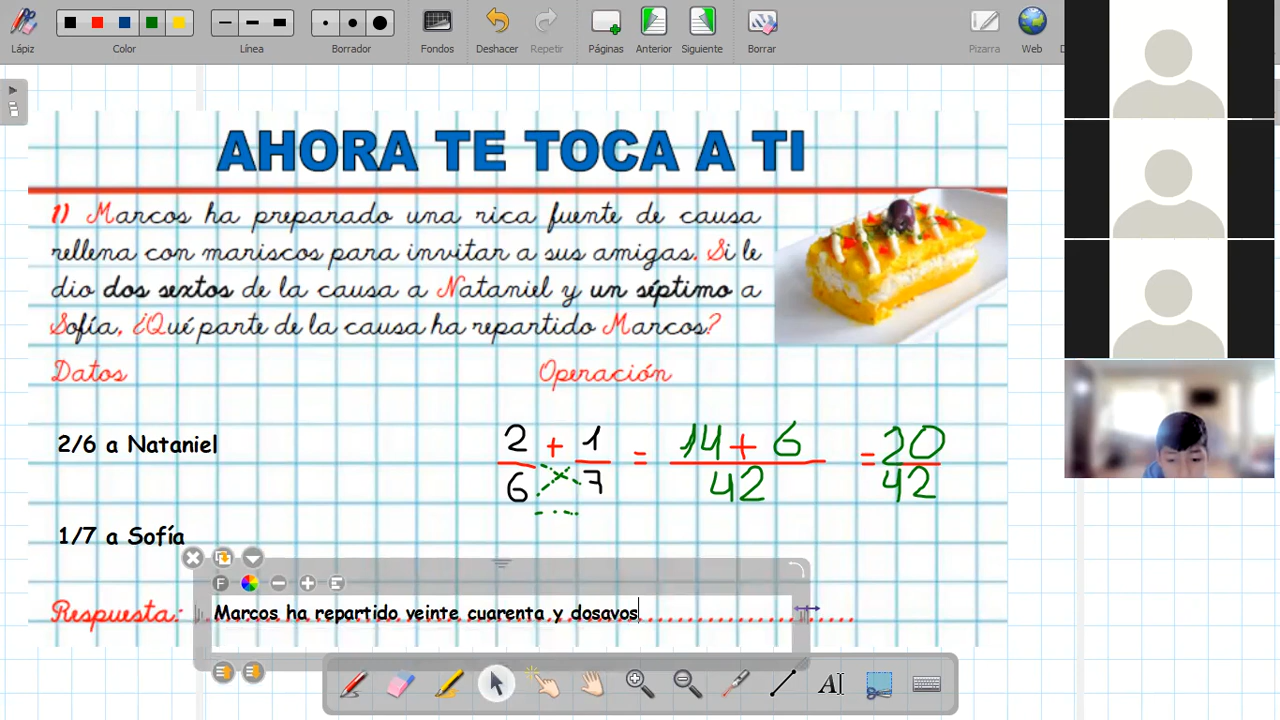 Lápiz
Color
Línea
Borrador
Fondos
Deshacer
Repetir
Páginas
Anterior
Siguiente
Borrar
Pizarra
Web
AHORA TE TOCA A TI
1) Marcos ha preparado una rica fuente de causa
rellena con mariscos para invitar a sus amigas. Si le
dio dos sextos de la causa a Nataniel y un séptimo a
Sofía, ¿Qué parte de la causa ha repartido Marcos?
Datos
Operación
2/6 a Nataniel
2/6 + 1/7 = 14 + 6/42 = 20/42
1/7 a Sofía
F
Respuesta: Marcos ha repartido veinte cuarenta y dosavos
AI